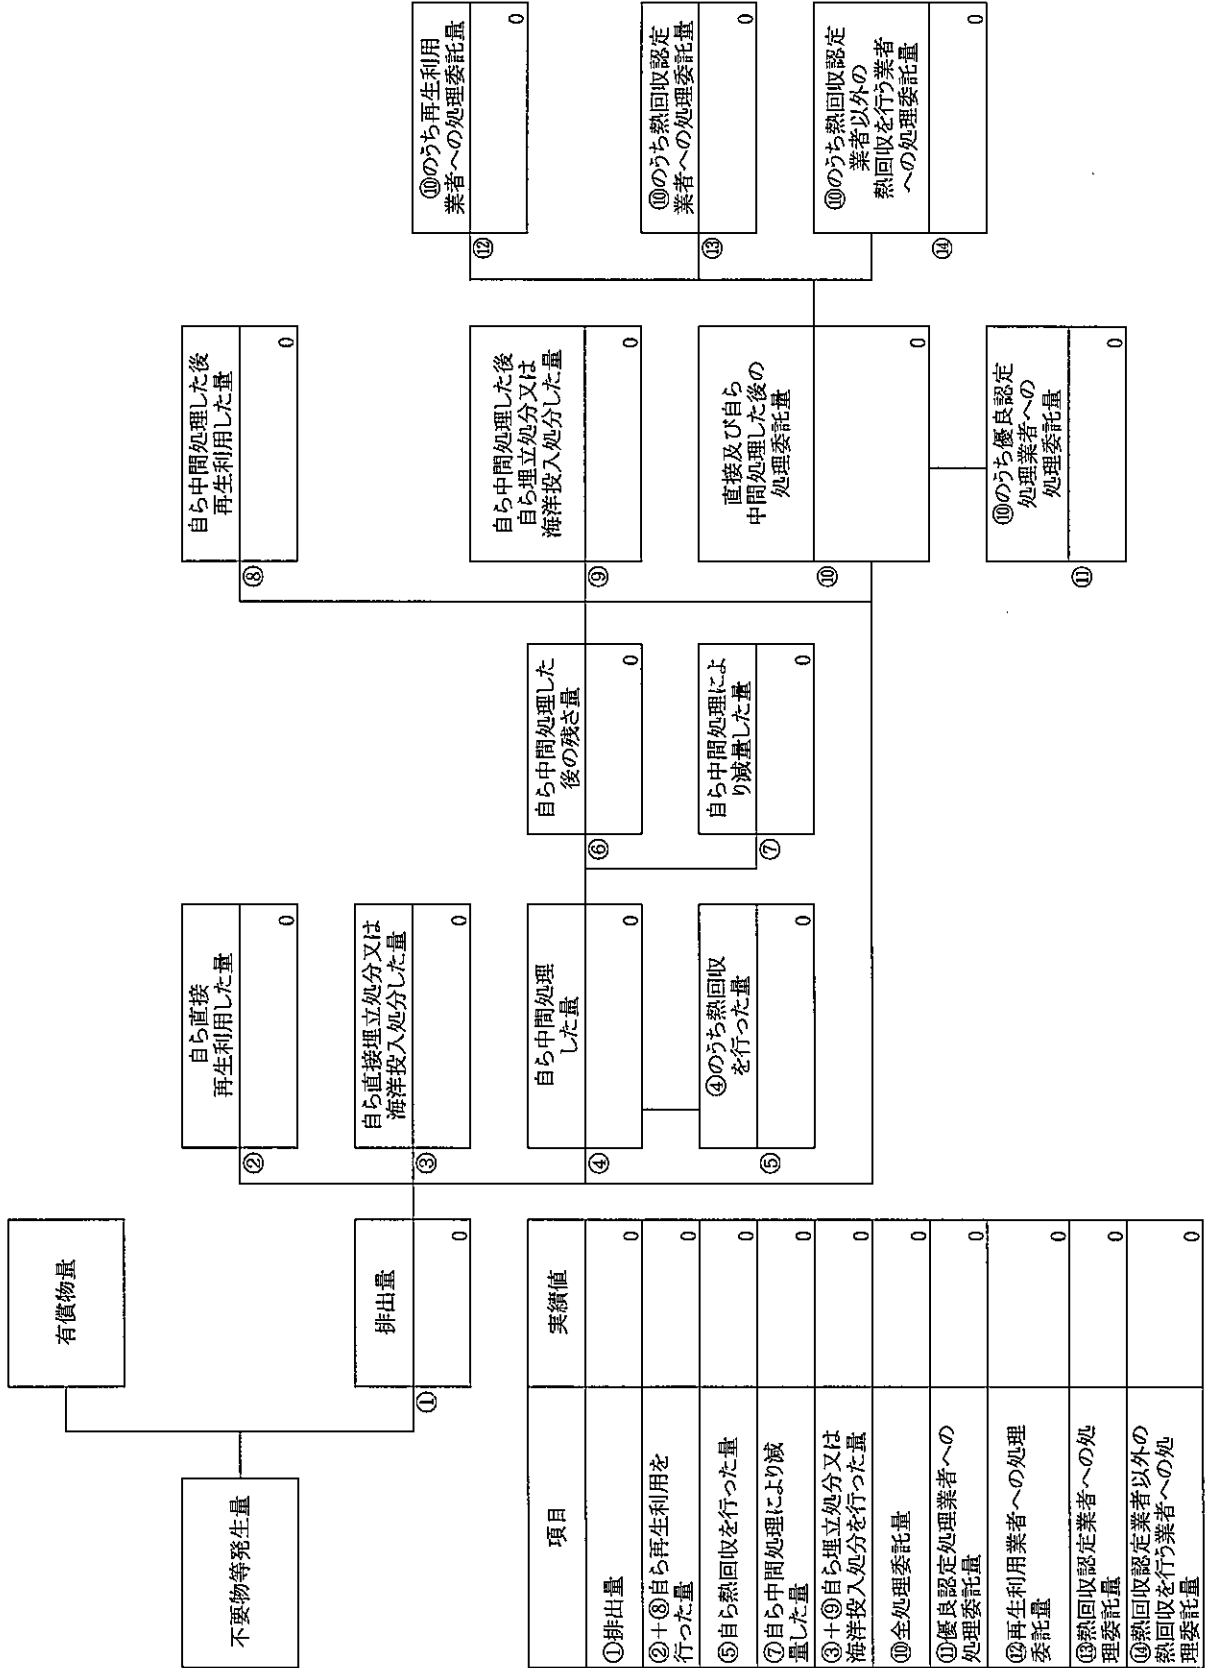 不要物等発生量
有償物量
①
排出量
0
②
自ら直接
再生利用した量
0
③
自ら直接埋立処分又は
海洋投入処分した量
0
④
自ら中間処理
した量
0
⑤
④のうち熱回収
を行った量
0
⑥
自ら中間処理した
後の残さ量
0
⑦
自ら中間処理によ
り減量した量
0
⑧
自ら中間処理した後
再生利用した量
0
⑨
自ら中間処理した後
自ら埋立処分又は
海洋投入処分した量
0
⑩
直接及び自ら
中間処理した後の
処理委託量
0
⑪
⑩のうち優良認定
処理業者への
処理委託量
0
⑫
⑩のうち再生利用
業者への処理委託量
0
⑬
⑩のうち熱回収認定
業者への処理委託量
0
⑭
⑩のうち熱回収認定
業者以外の
熱回収を行う業者
への処理委託量
0
項目 実績値
①排出量 0
②+⑧自ら再生利用を
行った量 0
⑤自ら熱回収を行った量 0
⑦自ら中間処理により減
量した量 0
③+⑨自ら埋立処分又は
海洋投入処分を行った量 0
⑩全処理委託量 0
⑪優良認定処理業者への
処理委託量 0
⑫再生利用業者への処理
委託量 0
⑬熱回収認定業者への処
理委託量 0
⑭熱回収認定業者以外の
熱回収を行う業者への処
理委託量 0